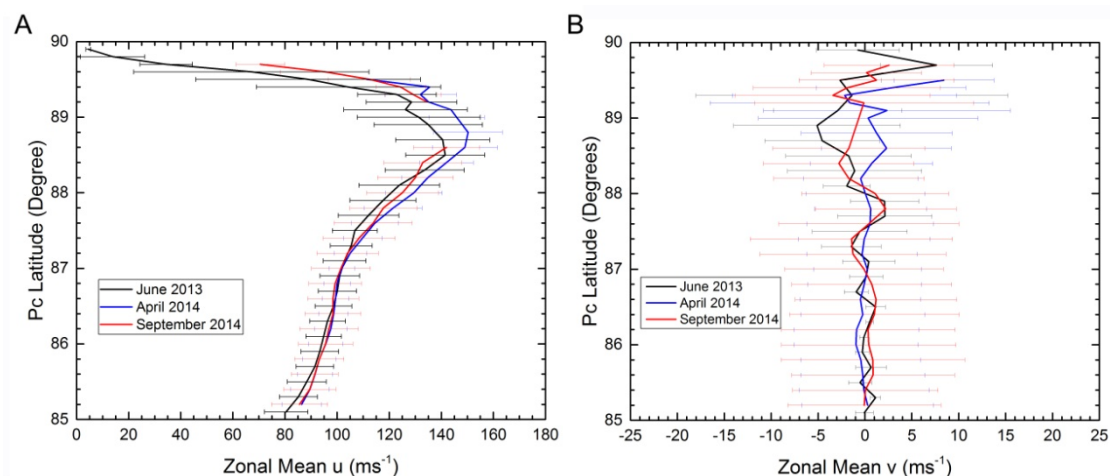 A
90
89
88
87
86
85
Pc Latitude (Degree)
June 2013
April 2014
September 2014
0 20 40 60 80 100 120 140 160 180
Zonal Mean u (ms⁻¹)
B
90
89
88
87
86
85
Pc Latitude (Degrees)
June 2013
April 2014
September 2014
-25 -20 -15 -10 -5 0 5 10 15 20 25
Zonal Mean v (ms⁻¹)